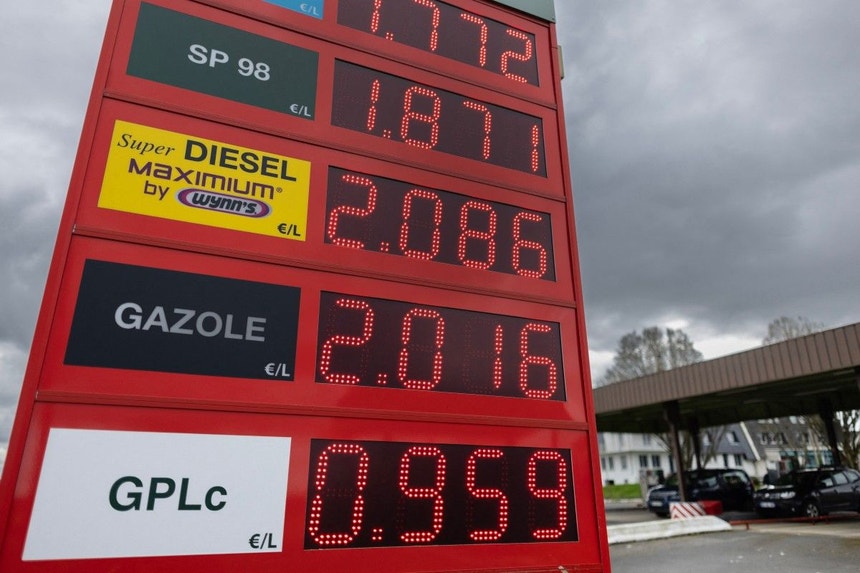 €/L
1.772
SP 98
€/L
1.871
Super DIESEL
MAXIMIUM®
by WYNN'S
€/L
2.086
GAZOLE
€/L
2.016
GPLc
€/L
0.959